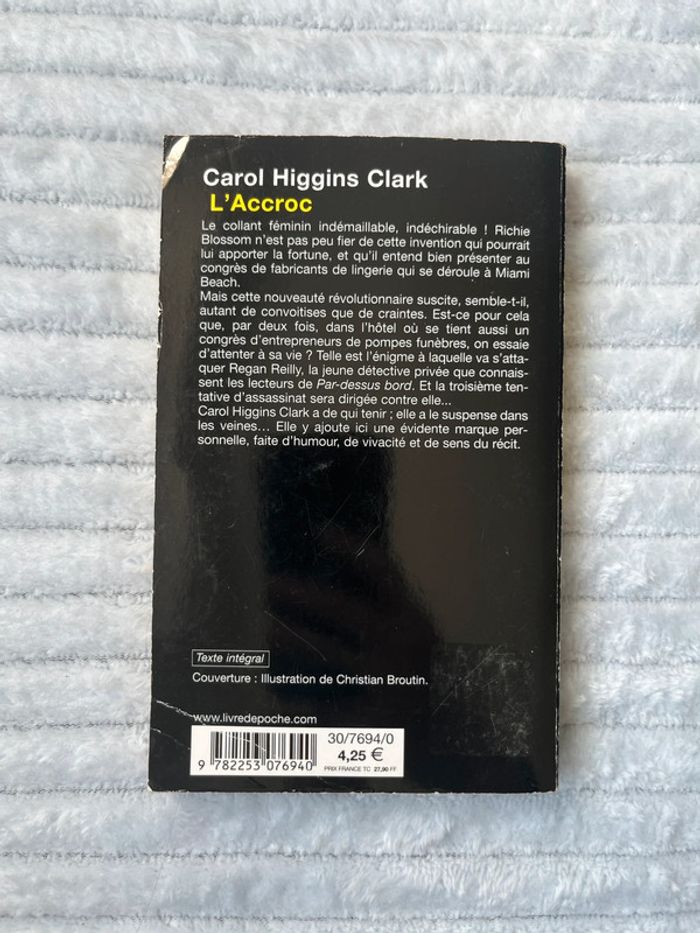 Carol Higgins Clark
L'Accroc
Le collant féminin indémaillable, indéchirable ! Richie
Blossom n'est pas peu fier de cette invention qui pourrait
lui apporter la fortune, et qu'il entend bien présenter au
congrès de fabricants de lingerie qui se déroule à Miami
Beach.
Mais cette nouveauté révolutionnaire suscite, semble-t-il,
autant de convoitises que de craintes. Est-ce pour cela
que, par deux fois, dans l'hôtel où se tient aussi un
congrès d'entrepreneurs de pompes funèbres, on essaie
d'attenter à sa vie ? Telle est l'énigme à laquelle va s'atta-
quer Regan Reilly, la jeune détective privée que connais-
sent les lecteurs de Par-dessus bord. Et la troisième ten-
tative d'assassinat sera dirigée contre elle...
Carol Higgins Clark a de qui tenir ; elle a le suspense dans
les veines... Elle y ajoute ici une évidente marque per-
sonnelle, faite d'humour, de vivacité et de sens du récit.
Texte intégral
Couverture : Illustration de Christian Broutin.
www.livredepoche.com
30/7694/0
4,25 €
PRIX FRANCE TC 27,90 FF
9 782253 076940